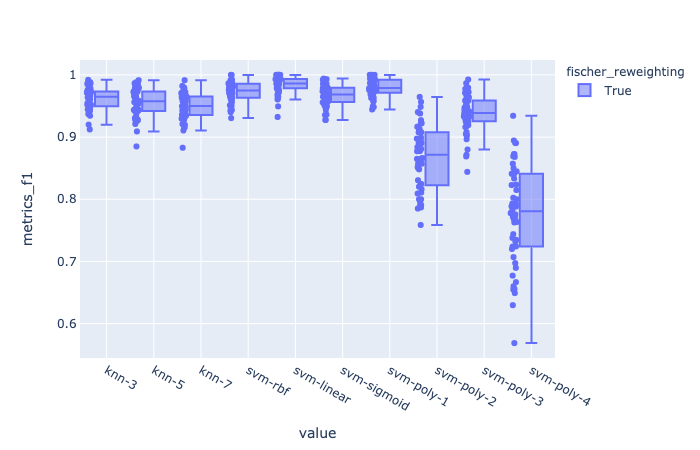 fischer_reweighting
True
metrics_f1
1
0.9
0.8
0.7
0.6
knn-3
knn-5
knn-7
svm-rbf
svm-linear
svm-sigmoid
svm-poly-1
svm-poly-2
svm-poly-3
svm-poly-4
value